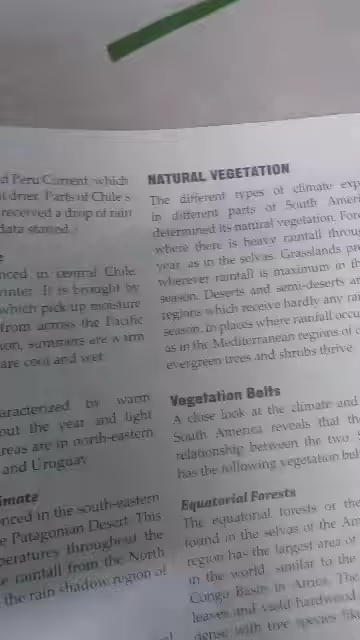 d Peru Current which
drier. Parts of Chile's
received a drop of rain
data started.
e
nced in central Chile
inter. It is brought by
which pick up moisture
from across the Pacific
summers are warm
are cool and wet
aracterized by warm
out the year and light
reas are in north-eastern
and Uruguay
imate
nced in the south-eastern
e Patagonian Desert. This
peratures throughout the
e rainfall from the North
the rain shadow region of
NATURAL VEGETATION
The different types of climate exp
in different parts of South Ameri
determined its natural vegetation. Fore
where there is heavy rainfall throu
year as in the selvas. Grasslands pr
wherever rainfall is maximum in th
season. Deserts and semi-deserts ar
regions which receive hardly any rai
season. In places where rainfall occu
as in the Mediterranean regions of c
evergreen trees and shrubs thrive
Vegetation Belts
A close look at the climate and
South America reveals that the
relationship between the two. S
has the following vegetation bel
Equatorial Forests
The equatorial forests or the
found in the selvas of the Am
region has the largest area of
in the world, similar to the
Congo Basin in Africa. The
leaves and yield hardwood
dense with tree species like